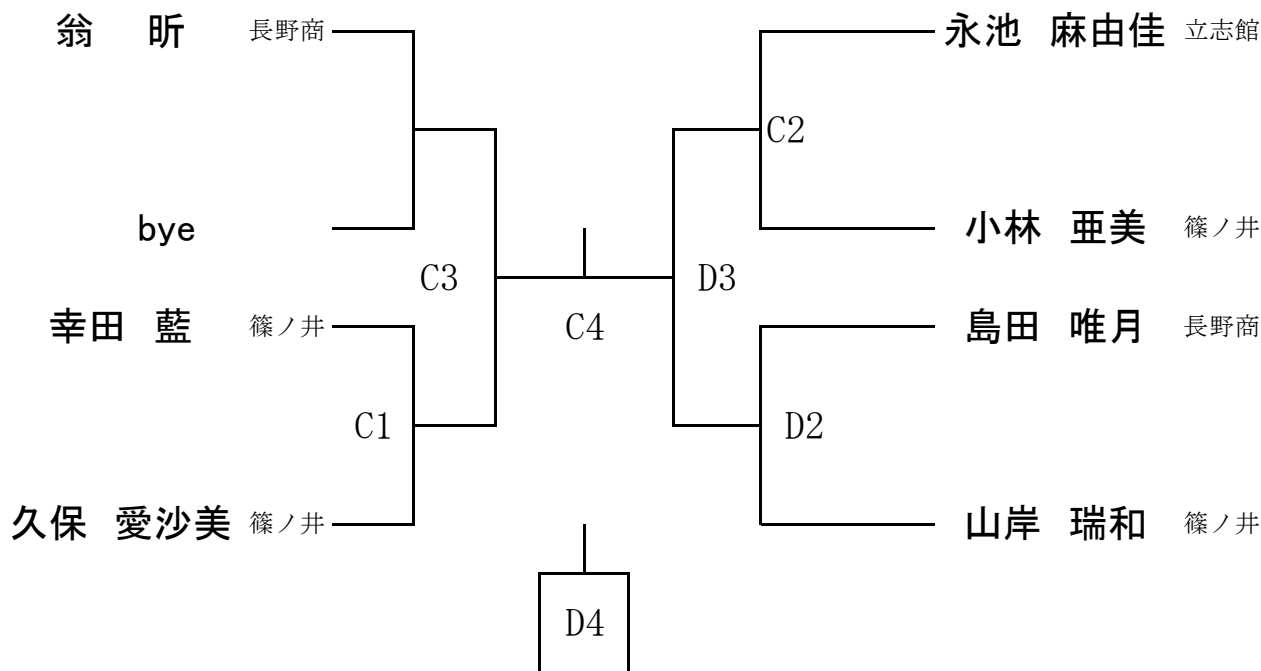 翁　昕 長野商
永池　麻由佳 立志館
C2
bye
小林　亜美 篠ノ井
C3
D3
幸田　藍 篠ノ井
C4
島田　唯月 長野商
C1
D2
久保　愛沙美 篠ノ井
山岸　瑞和 篠ノ井
D4